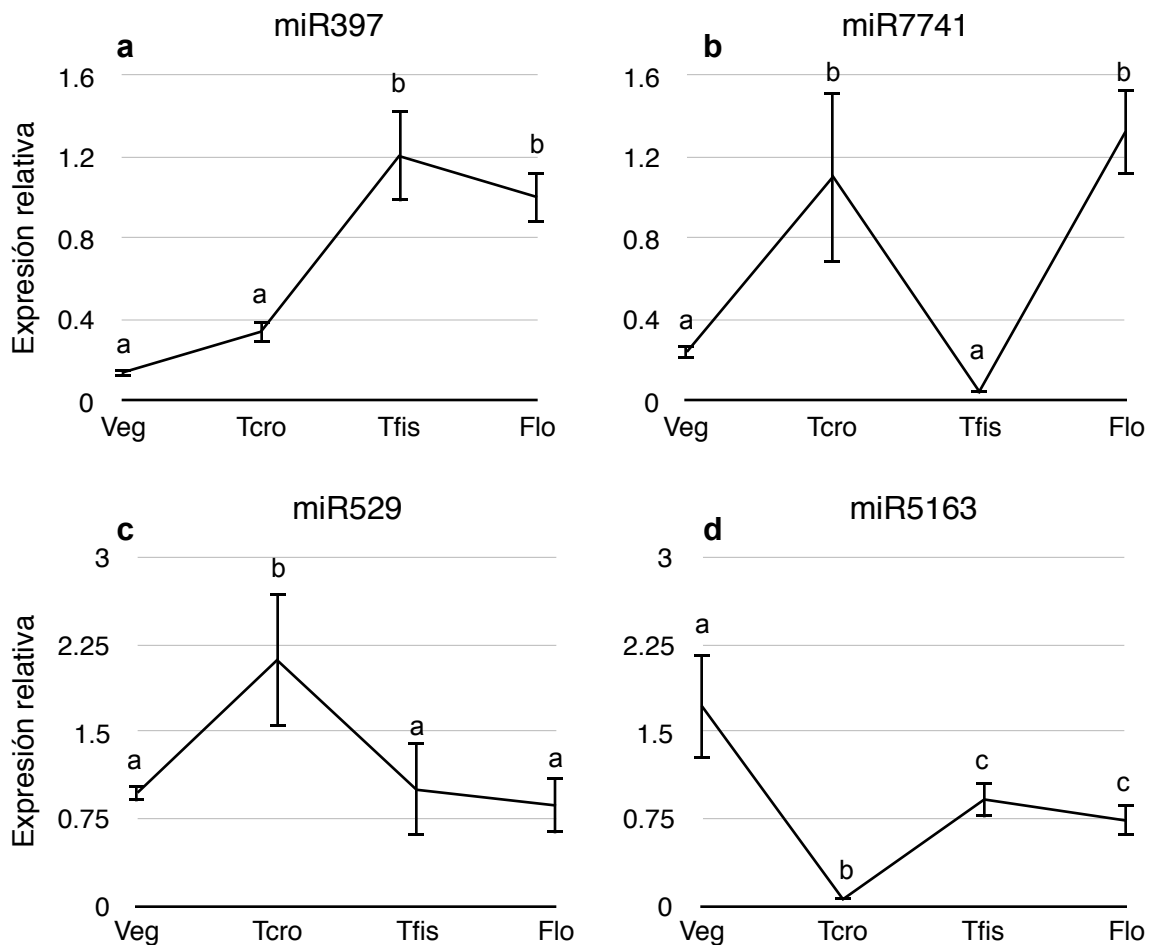 a
miR397
Expresión relativa
1.6
1.2
0.8
0.4
0
a
a
b
b
Veg Tcro Tfis Flo
b
miR7741
1.6
1.2
0.8
0.4
0
a
b
a
b
Veg Tcro Tfis Flo
c
miR529
Expresión relativa
3
2.25
1.5
0.75
0
a
b
a
a
Veg Tcro Tfis Flo
d
miR5163
3
2.25
1.5
0.75
0
a
b
c
c
Veg Tcro Tfis Flo